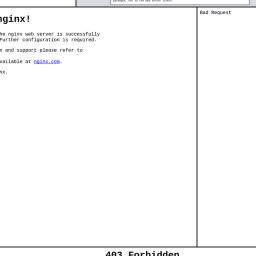 nginx!
he nginx web server is successfully
Further configuration is required.
n and support please refer to
vailable at nginx.com.
nx.
Bad Request
403 Forbidden